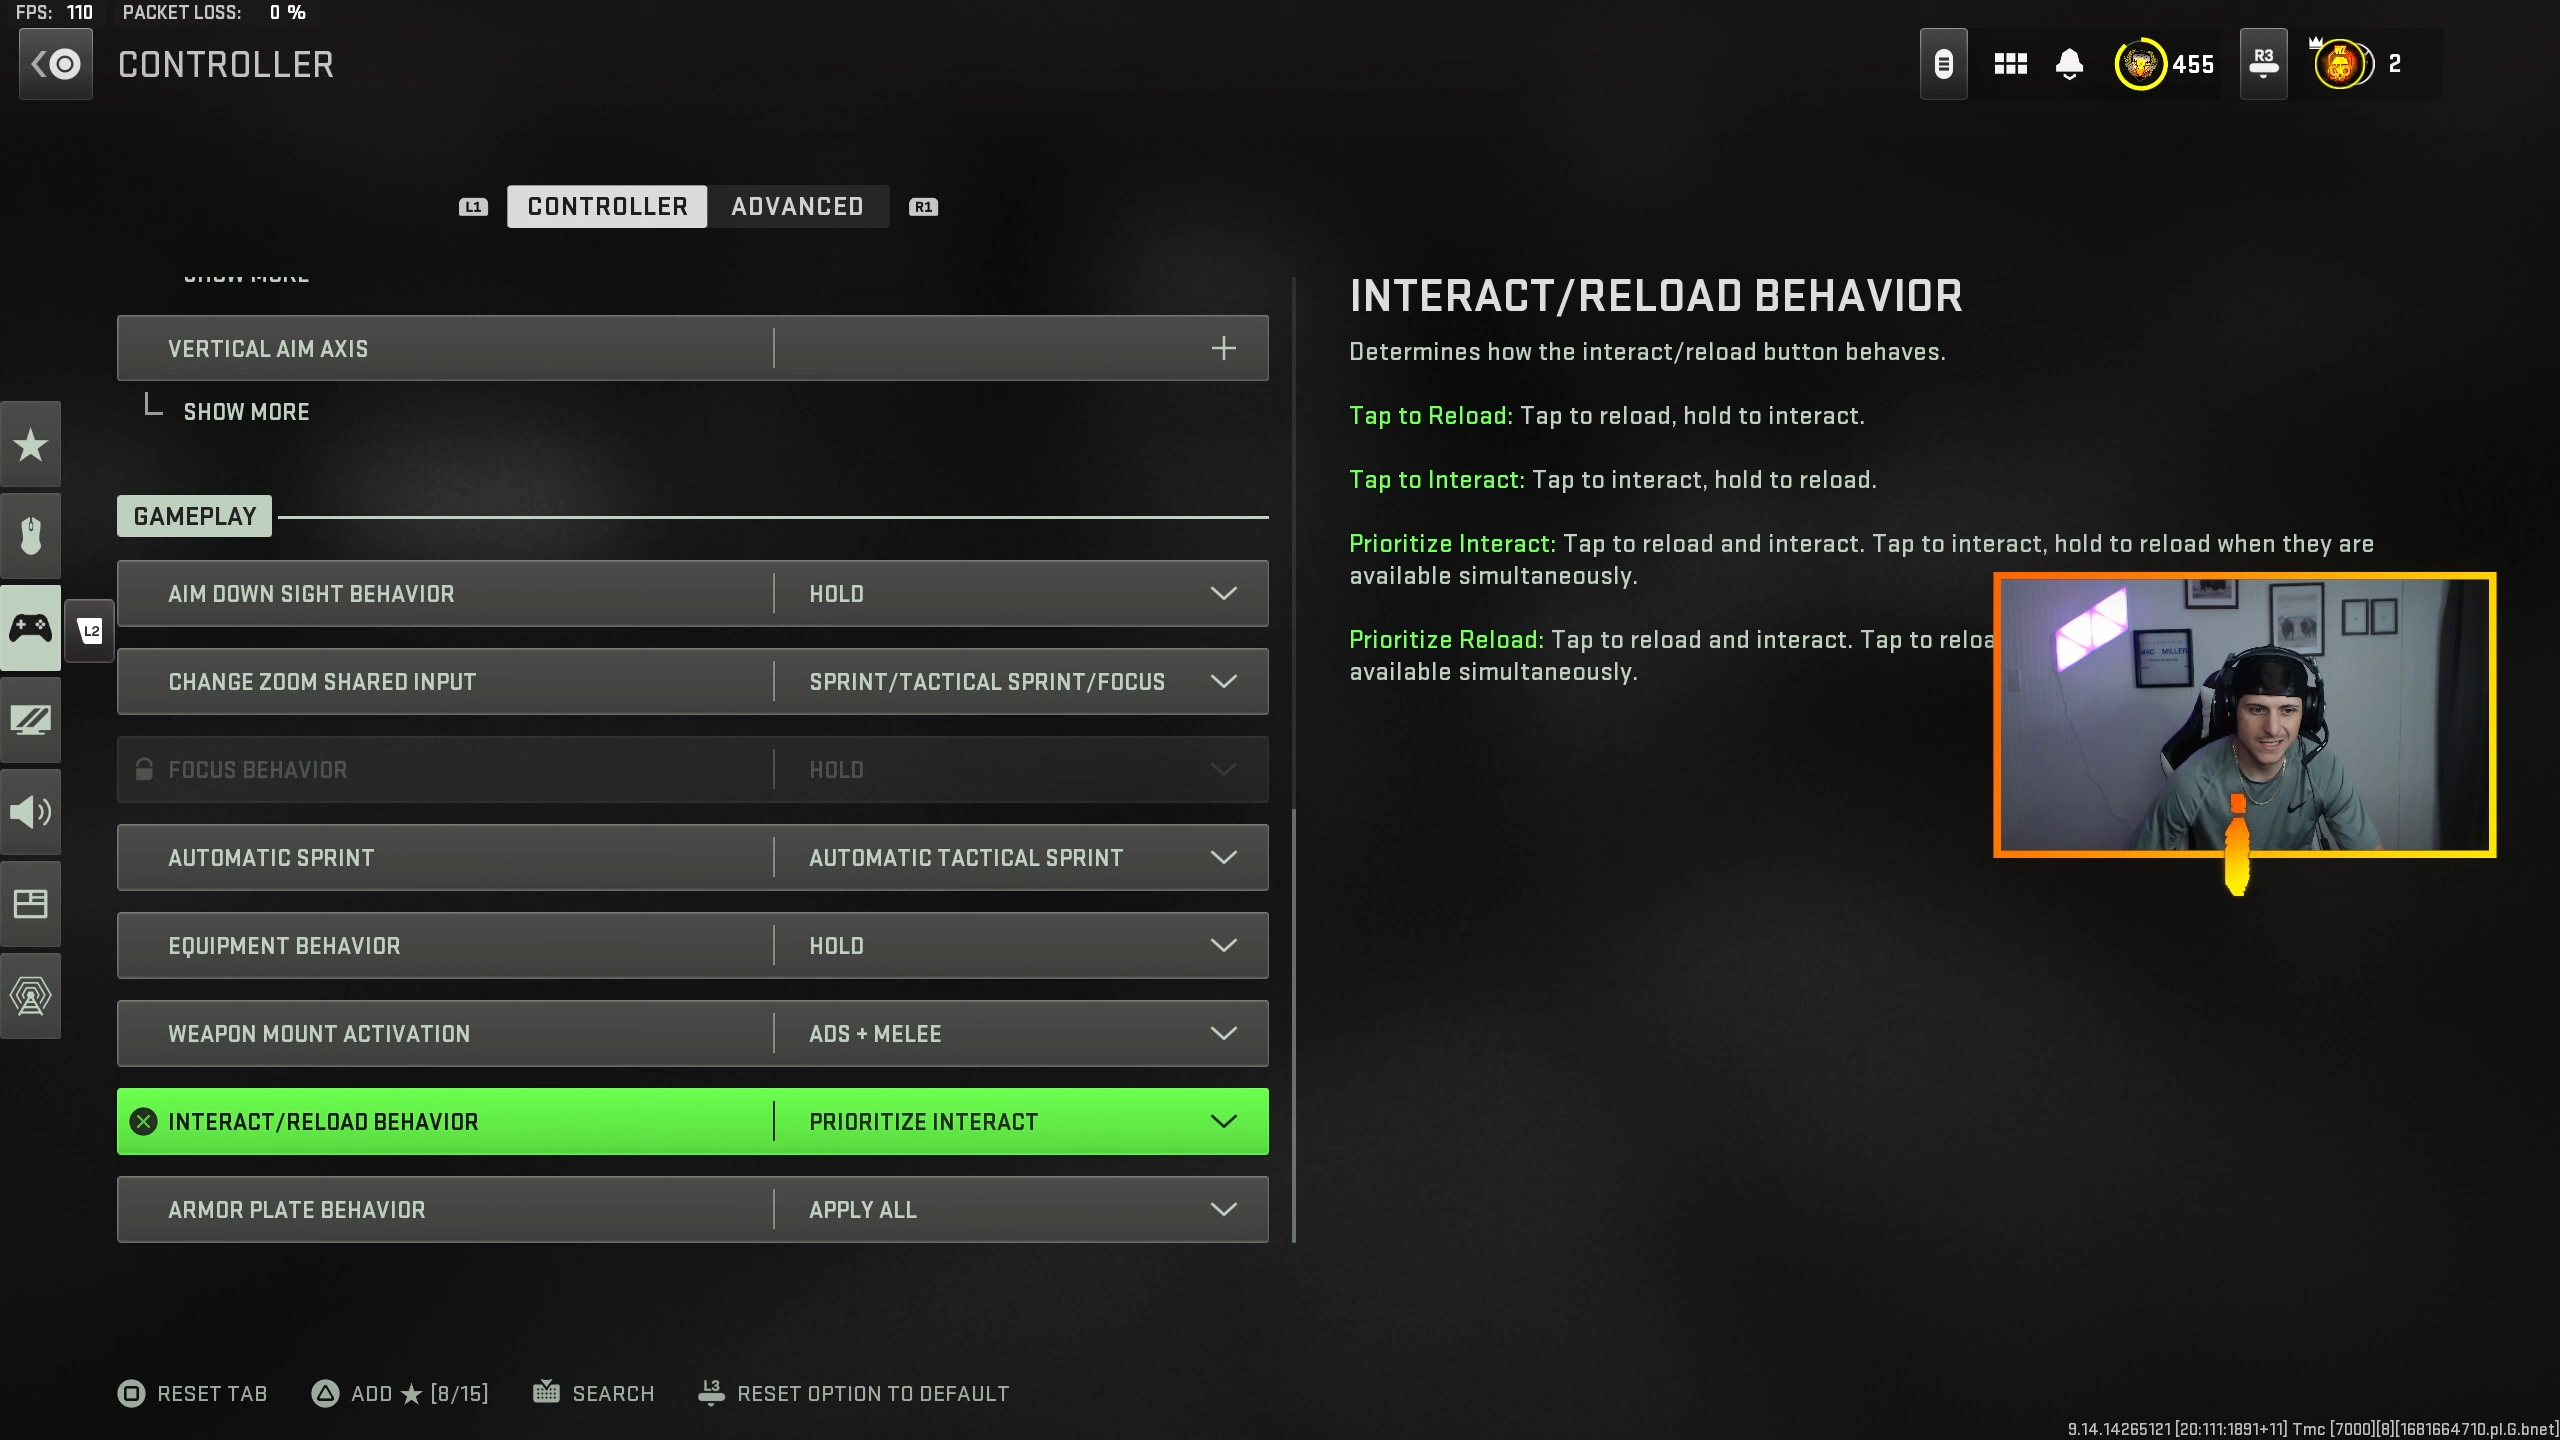 FPS: 110 PACKET LOSS: 0 %
CONTROLLER
455
R3
2
L1 CONTROLLER ADVANCED R1
SHOW MORE
VERTICAL AIM AXIS
SHOW MORE
GAMEPLAY
AIM DOWN SIGHT BEHAVIOR HOLD
L2
CHANGE ZOOM SHARED INPUT SPRINT/TACTICAL SPRINT/FOCUS
FOCUS BEHAVIOR HOLD
AUTOMATIC SPRINT AUTOMATIC TACTICAL SPRINT
EQUIPMENT BEHAVIOR HOLD
WEAPON MOUNT ACTIVATION ADS + MELEE
INTERACT/RELOAD BEHAVIOR PRIORITIZE INTERACT
ARMOR PLATE BEHAVIOR APPLY ALL
INTERACT/RELOAD BEHAVIOR
Determines how the interact/reload button behaves.
Tap to Reload: Tap to reload, hold to interact.
Tap to Interact: Tap to interact, hold to reload.
Prioritize Interact: Tap to reload and interact. Tap to interact, hold to reload when they are
available simultaneously.
Prioritize Reload: Tap to reload and interact. Tap to reloa
available simultaneously.
MAC MILLER
RESET TAB ADD ★ [8/15] SEARCH L3 RESET OPTION TO DEFAULT
9.14.14265121 [20:111:1891+11] Tmc [7000][8][1681664710.pl.G.bnet]